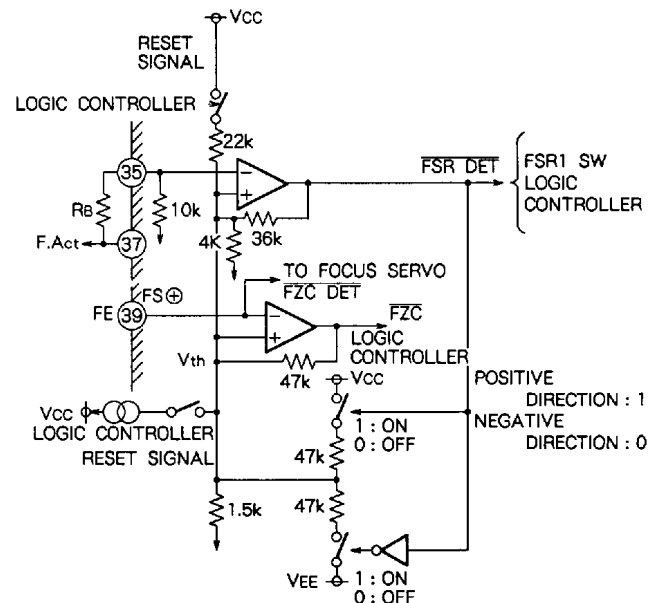 VCC
RESET
SIGNAL
LOGIC CONTROLLER
22k
35
−
+
FSR DET
FSR1 SW
LOGIC
CONTROLLER
RB
10k
4K
36k
F.Act
37
TO FOCUS SERVO
FZC DET
FS⊕
FE
39
−
+
FZC
LOGIC
CONTROLLER
Vth
47k
VCC
POSITIVE
DIRECTION : 1
NEGATIVE
DIRECTION : 0
VCC
1 : ON
0 : OFF
LOGIC CONTROLLER
RESET SIGNAL
47k
1.5k
47k
VEE
1 : ON
0 : OFF